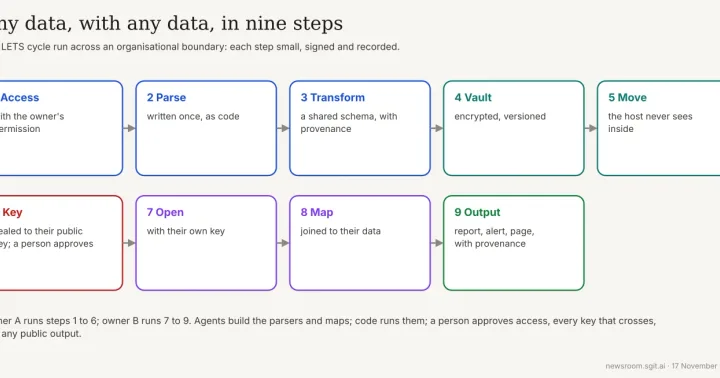 ny data, with any data, in nine steps
LETS cycle run across an organisational boundary: each step small, signed and recorded.
Access
2 Parse
3 Transform
4 Vault
5 Move
ith the owner's
ermission
written once, as code
a shared schema, with
provenance
encrypted, versioned
the host never sees
inside
Key
7 Open
8 Map
9 Output
ealed to their public
ey; a person approves
with their own key
joined to their data
report, alert, page,
with provenance
ner A runs steps 1 to 6; owner B runs 7 to 9. Agents build the parsers and maps; code runs them; a person approves access, every key that crosses,
any public output.
newsroom.sgit.ai · 17 November